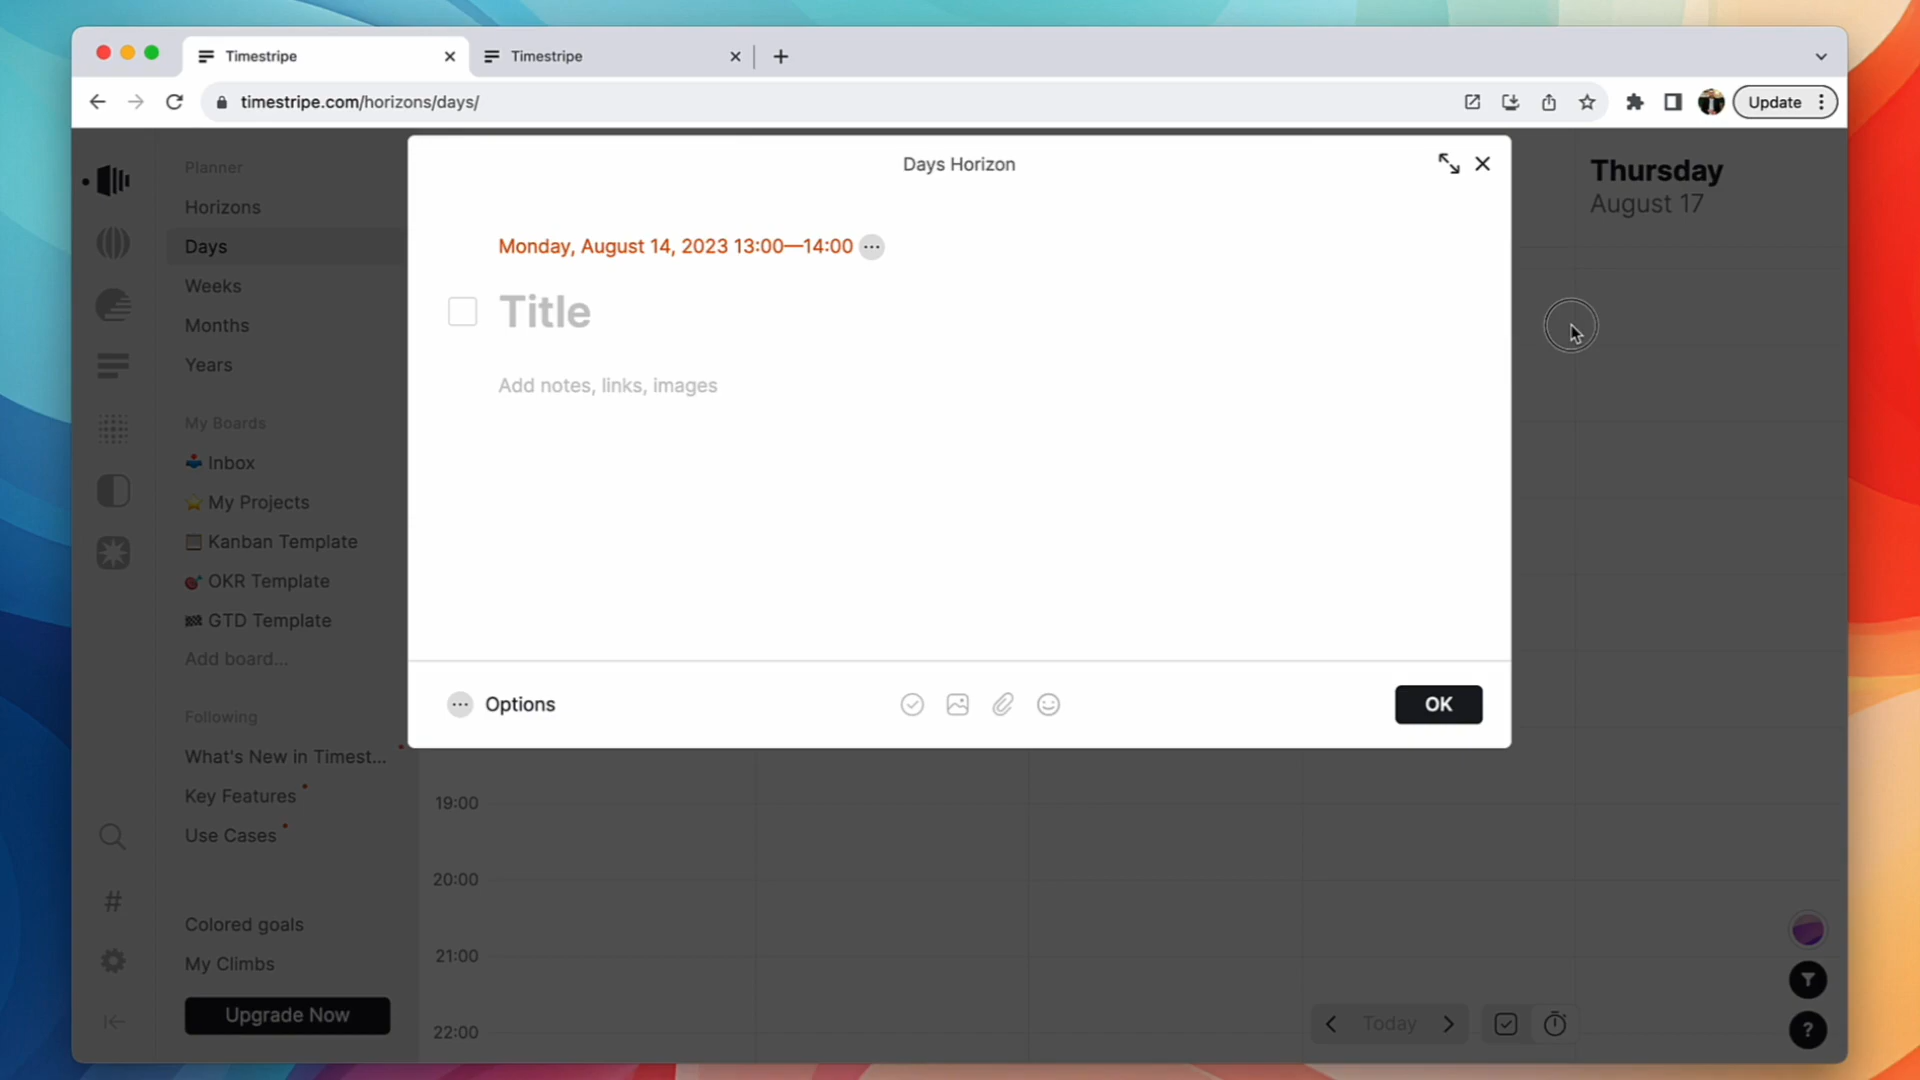 Timestripe
Timestripe
timestripe.com/horizons/days/
Update
Planner
Horizons
Days
Weeks
Months
Years
My Boards
Inbox
My Projects
Kanban Template
OKR Template
GTD Template
Add board...
Following
What's New in Timest...
Key Features
Use Cases
Colored goals
My Climbs
Upgrade Now
Days Horizon
Monday, August 14, 2023 13:00—14:00
Title
Add notes, links, images
Options
OK
Thursday
August 17
19:00
20:00
21:00
22:00
Today